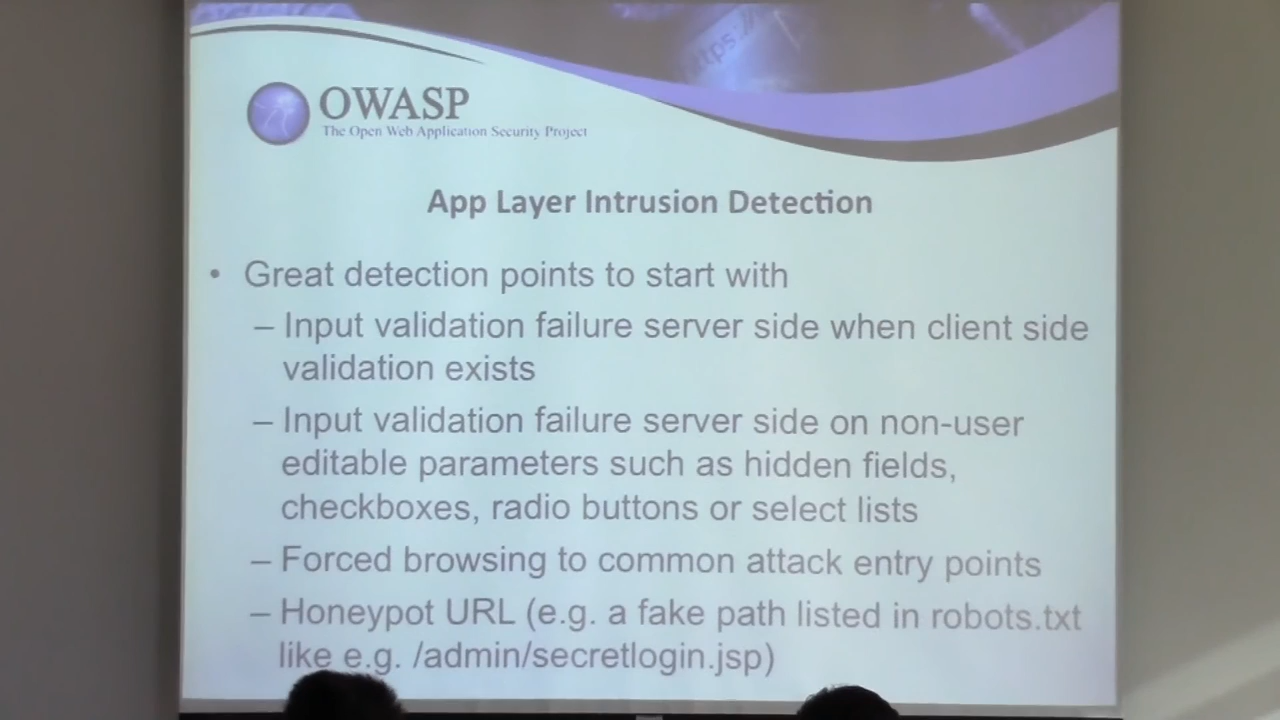 ttps://
OWASP
The Open Web Application Security Project
App Layer Intrusion Detection
• Great detection points to start with
– Input validation failure server side when client side
validation exists
– Input validation failure server side on non-user
editable parameters such as hidden fields,
checkboxes, radio buttons or select lists
– Forced browsing to common attack entry points
– Honeypot URL (e.g. a fake path listed in robots.txt
like e.g. /admin/secretlogin.jsp)